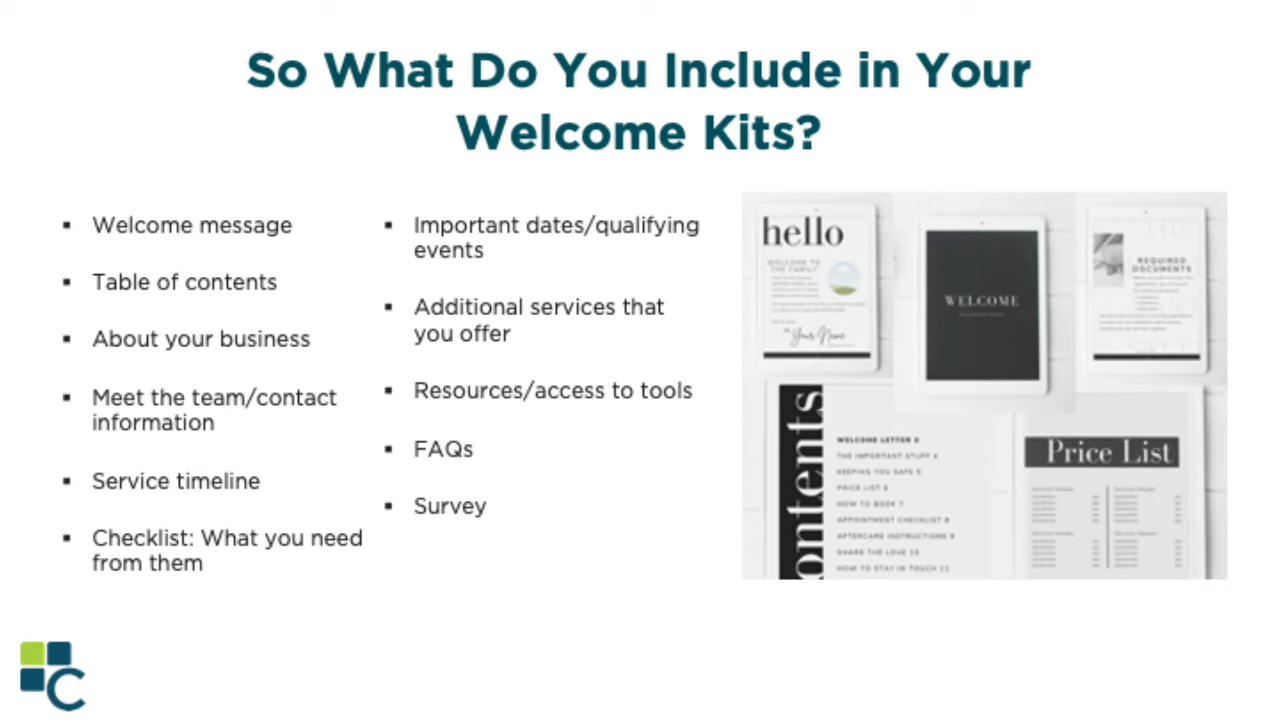 So What Do You Include in Your
Welcome Kits?
▪ Welcome message
▪ Table of contents
▪ About your business
▪ Meet the team/contact
information
▪ Service timeline
▪ Checklist: What you need
from them
▪ Important dates/qualifying
events
▪ Additional services that
you offer
▪ Resources/access to tools
▪ FAQs
▪ Survey
hello
WELCOME TO
THE FAMILY
Your Name
WELCOME
REQUIRED
DOCUMENTS
ontents
WELCOME LETTER 3
THE IMPORTANT STUFF 4
KEEPING YOU SAFE 5
PRICE LIST 6
HOW TO BOOK 7
APPOINTMENT CHECKLIST 8
AFTERCARE INSTRUCTIONS 9
SHARE THE LOVE 10
HOW TO STAY IN TOUCH 11
Price List
C